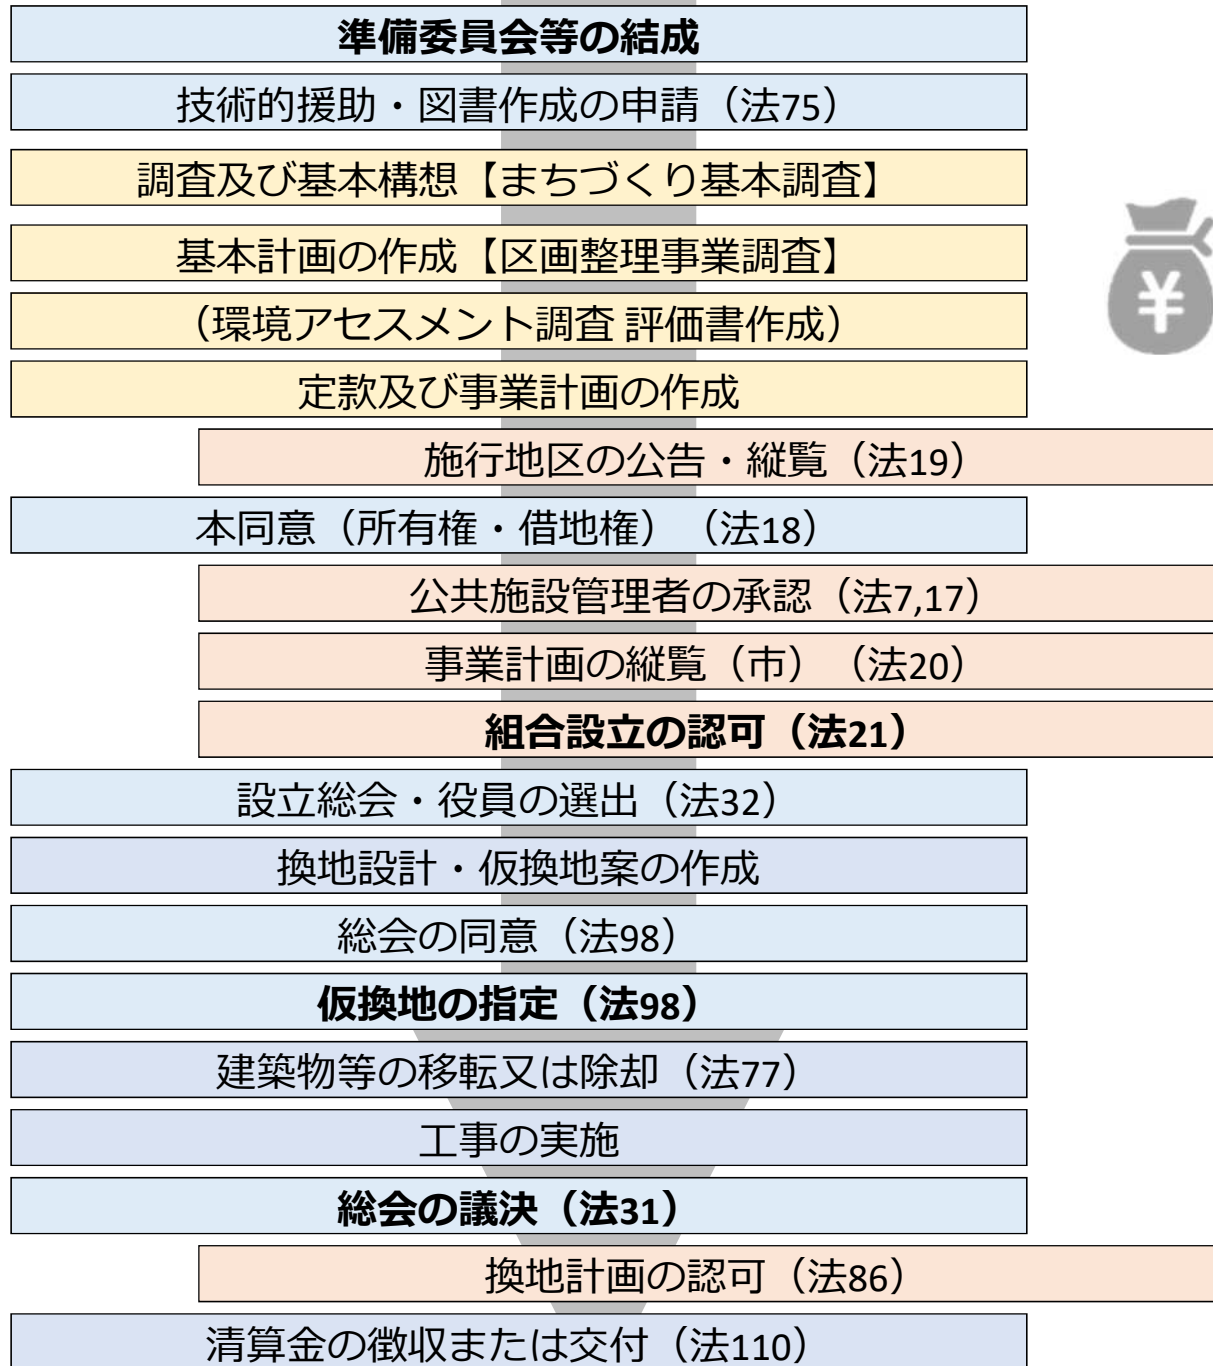 準備委員会等の結成
技術的援助・図書作成の申請（法75）
調査及び基本構想【まちづくり基本調査】
基本計画の作成【区画整理事業調査】
（環境アセスメント調査 評価書作成）
定款及び事業計画の作成
施行地区の公告・縦覧（法19）
本同意（所有権・借地権）（法18）
公共施設管理者の承認（法7,17）
事業計画の縦覧（市）（法20）
組合設立の認可（法21）
設立総会・役員の選出（法32）
換地設計・仮換地案の作成
総会の同意（法98）
仮換地の指定（法98）
建築物等の移転又は除却（法77）
工事の実施
総会の議決（法31）
換地計画の認可（法86）
清算金の徴収または交付（法110）
¥